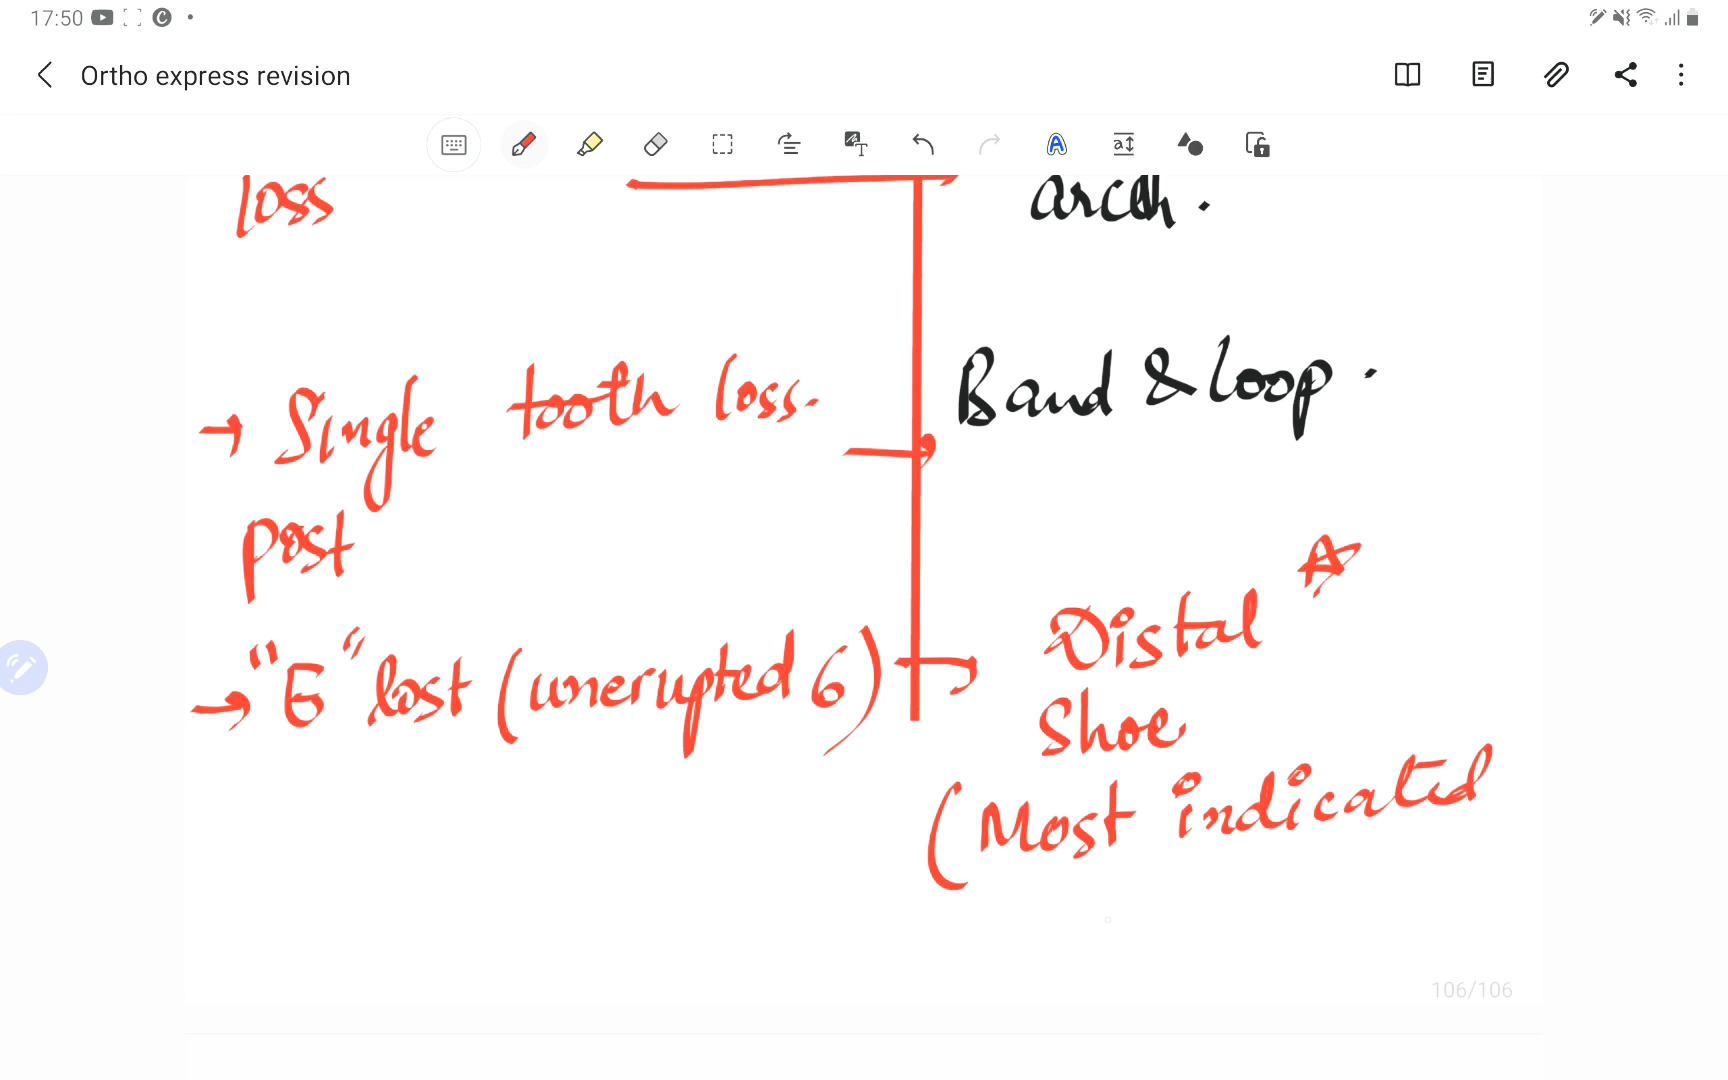 17:50
Ortho express revision
loss
arch.
→ Single tooth loss.
Band & loop.
post
→ "E" lost (unerupted 6) →
Distal
Shoe
(Most indicated
106/106